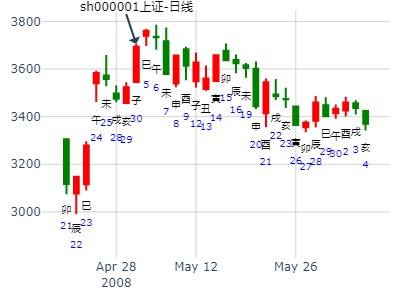 sh000001上证-日线
3800
3600
3400
3200
3000
卯
21
辰
22
巳
23
午
24
未
25
戌
28
亥
29
子
30
巳
5
午
6
未
7
申
8
酉
9
子
12
丑
13
寅
14
卯
15
辰
16
未
19
申
20
酉
21
戌
22
亥
23
寅
26
卯
27
辰
28
巳
29
午
30
酉
2
戌
3
亥
4
Apr 28
2008
May 12
May 26